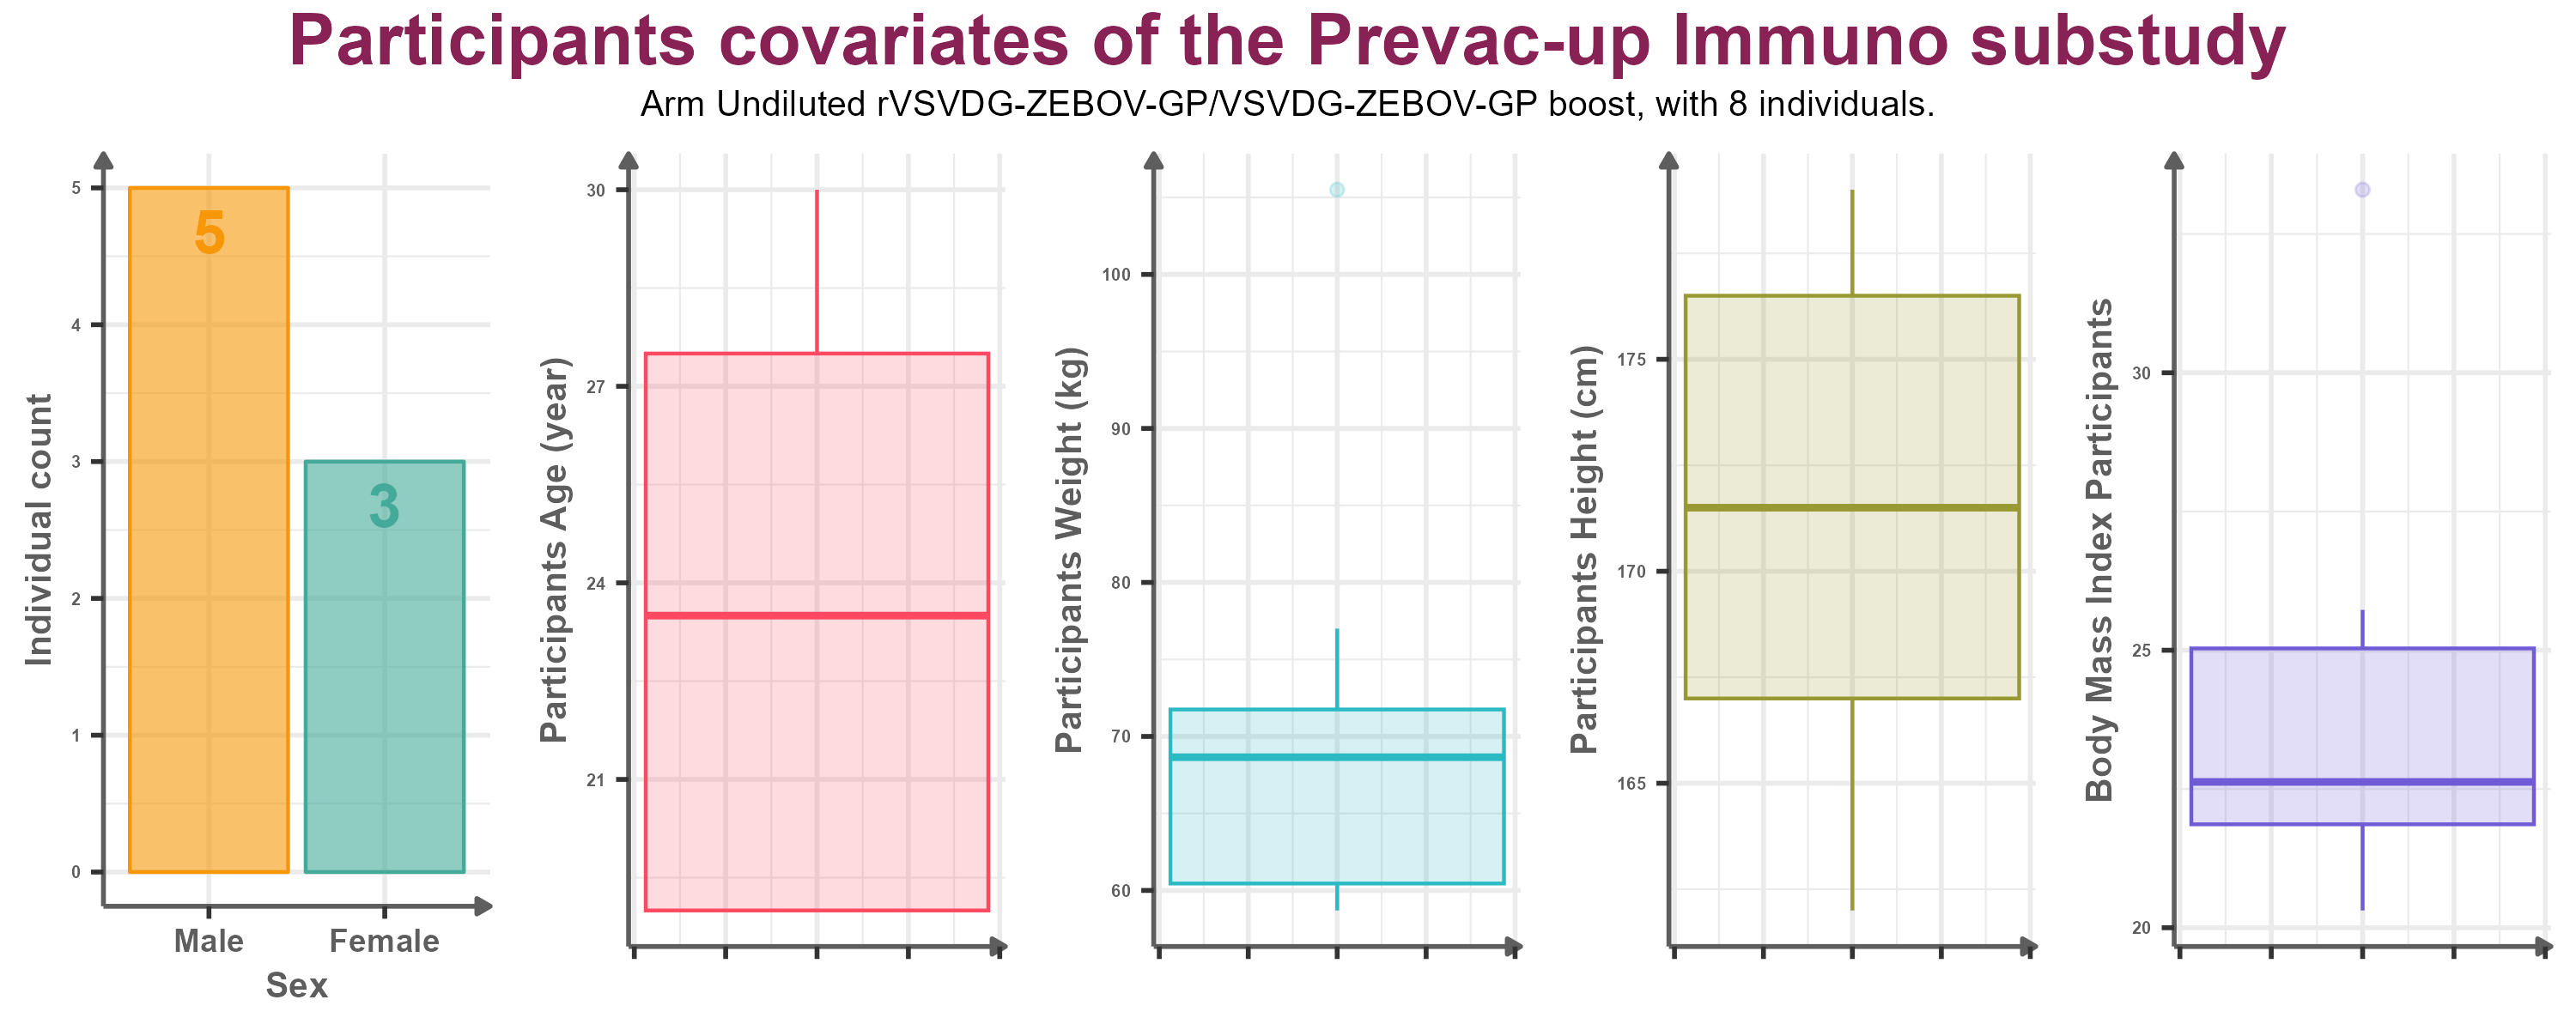 Participants covariates of the Prevac-up Immuno substudy
Arm Undiluted rVSVDG-ZEBOV-GP/VSVDG-ZEBOV-GP boost, with 8 individuals.
Individual count
5
4
3
2
1
0
5
3
Male Female
Sex
Participants Age (year)
30
27
24
21
Participants Weight (kg)
100
90
80
70
60
Participants Height (cm)
175
170
165
Body Mass Index Participants
30
25
20